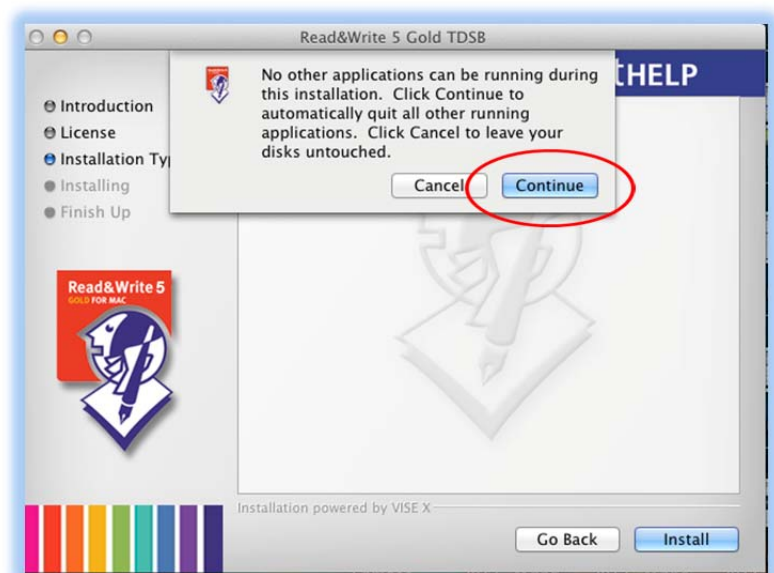 Read&Write 5 Gold TDSB
No other applications can be running during
this installation. Click Continue to
automatically quit all other running
applications. Click Cancel to leave your
disks untouched.
Cancel
Continue
tHELP
Introduction
License
Installation Typ
Installing
Finish Up
Read&Write 5
GOLD FOR MAC
Installation powered by VISE X
Go Back
Install